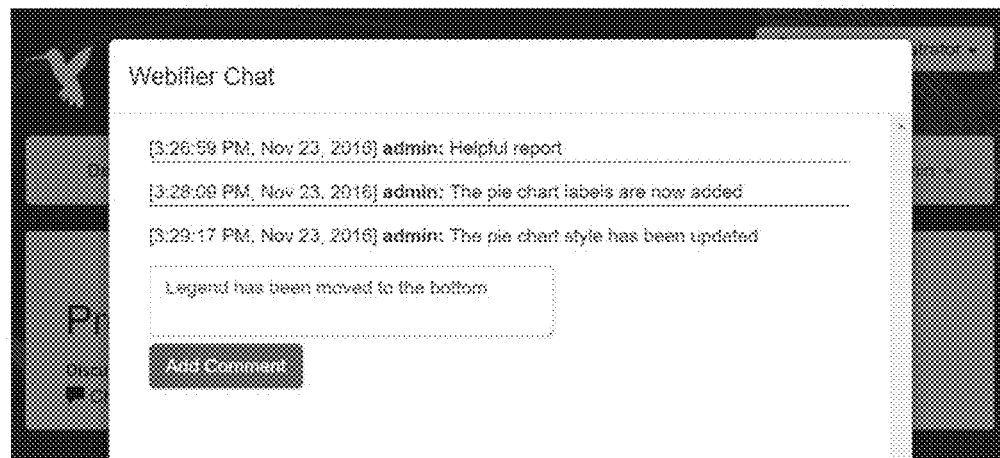 Webifier Chat
[3:26:59 PM, Nov 23, 2016] admin: Helpful report
[3:28:09 PM, Nov 23, 2016] admin: The pie chart labels are now added
[3:29:17 PM, Nov 23, 2016] admin: The pie chart style has been updated
Legend has been moved to the bottom
Add Comment
Pr
Discu